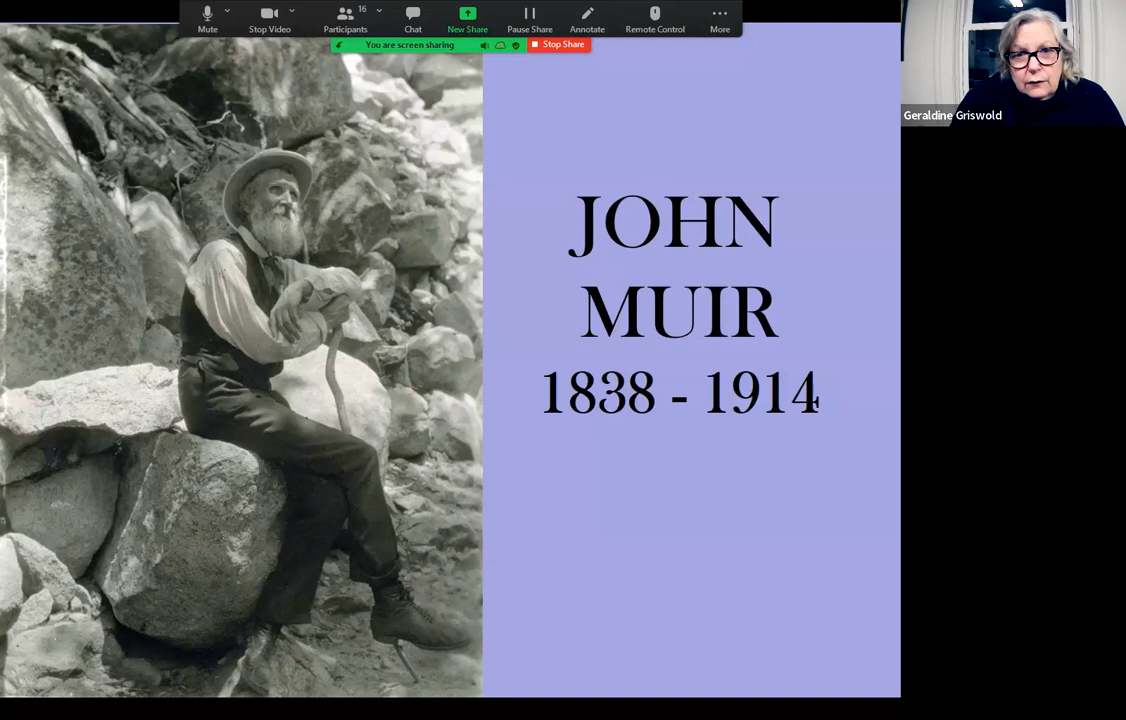 Mute Stop Video Participants 16 Chat New Share Pause Share Annotate Remote Control More
You are screen sharing Stop Share
Geraldine Griswold
JOHN
MUIR
1838 - 1914